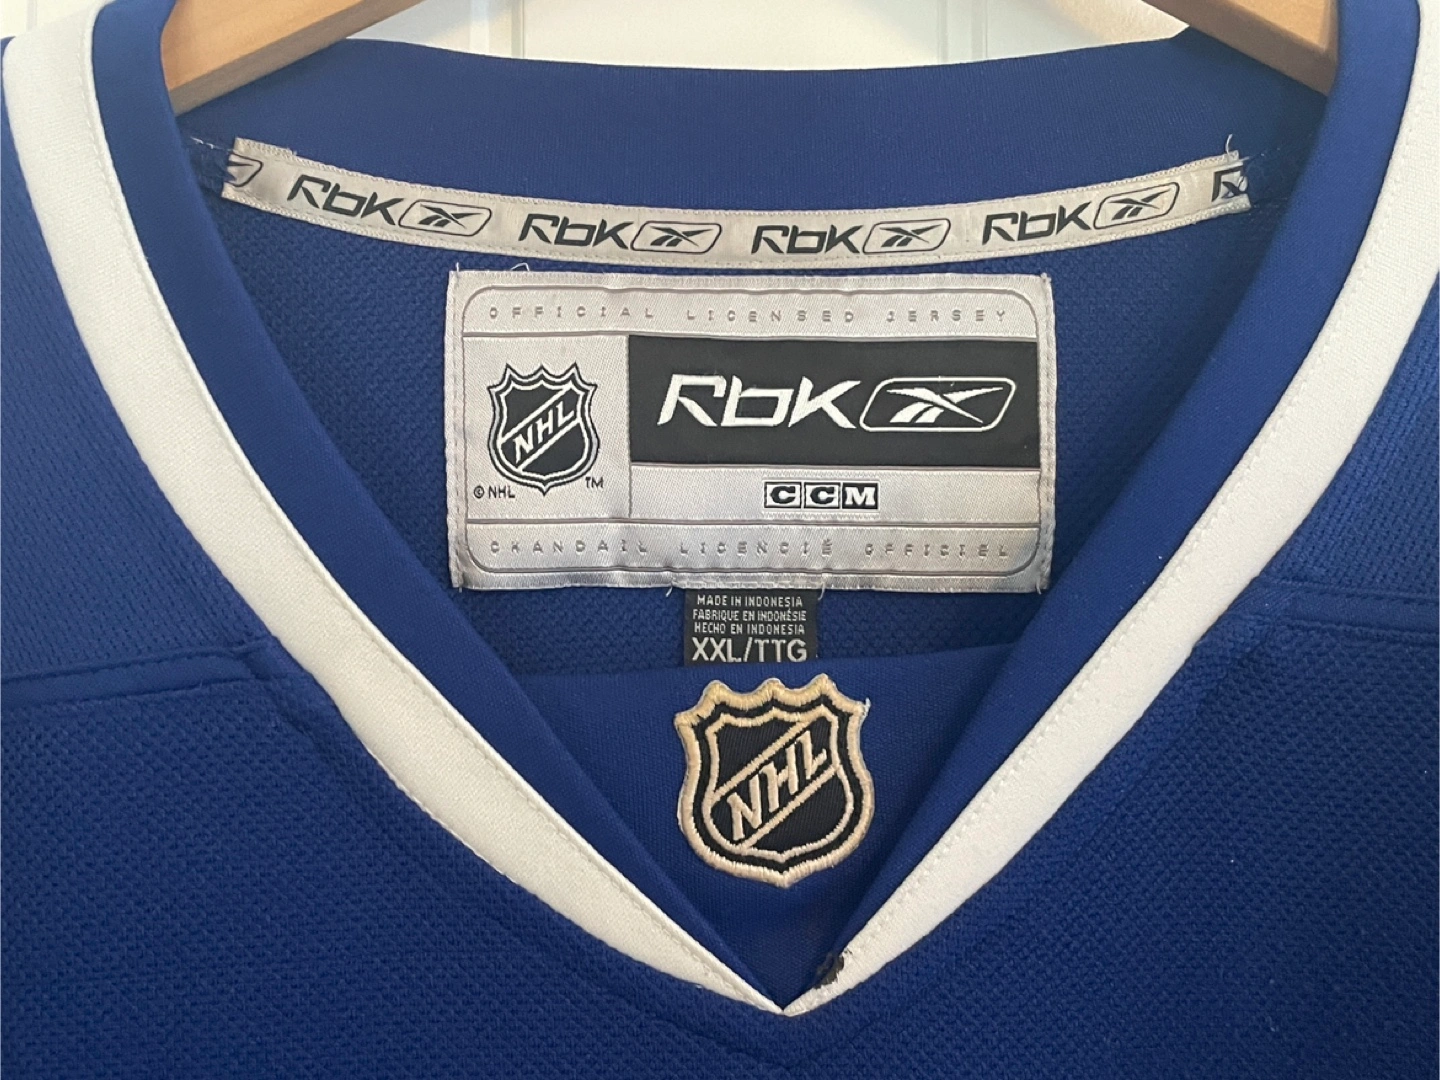 RbK RbK RbK RbK R
OFFICIAL LICENSED JERSEY
NHL
RbK
© NHL TM
CCM
CHANDAIL LICENCIÉ OFFICIEL
MADE IN INDONESIA
FABRIQUE EN INDONÉSIE
HECHO EN INDONESIA
XXL/TTG
NHL